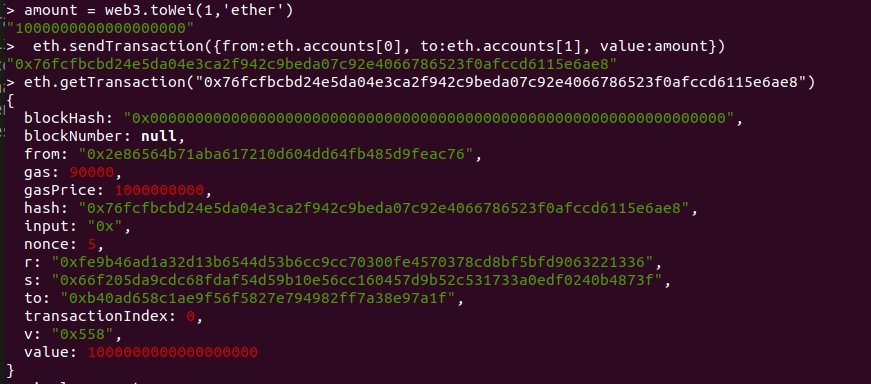 > amount = web3.toWei(1,'ether')
"1000000000000000000"
>  eth.sendTransaction({from:eth.accounts[0], to:eth.accounts[1], value:amount})
"0x76fcfbcbd24e5da04e3ca2f942c9beda07c92e4066786523f0afccd6115e6ae8"
> eth.getTransaction("0x76fcfbcbd24e5da04e3ca2f942c9beda07c92e4066786523f0afccd6115e6ae8")
{
  blockHash: "0x0000000000000000000000000000000000000000000000000000000000000000",
  blockNumber: null,
  from: "0x2e86564b71aba617210d604dd64fb485d9feac76",
  gas: 90000,
  gasPrice: 1000000000,
  hash: "0x76fcfbcbd24e5da04e3ca2f942c9beda07c92e4066786523f0afccd6115e6ae8",
  input: "0x",
  nonce: 5,
  r: "0xfe9b46ad1a32d13b6544d53b6cc9cc70300fe4570378cd8bf5bfd9063221336",
  s: "0x66f205da9cdc68fdaf54d59b10e56cc160457d9b52c531733a0edf0240b4873f",
  to: "0xb40ad658c1ae9f56f5827e794982ff7a38e97a1f",
  transactionIndex: 0,
  v: "0x558",
  value: 1000000000000000000
}